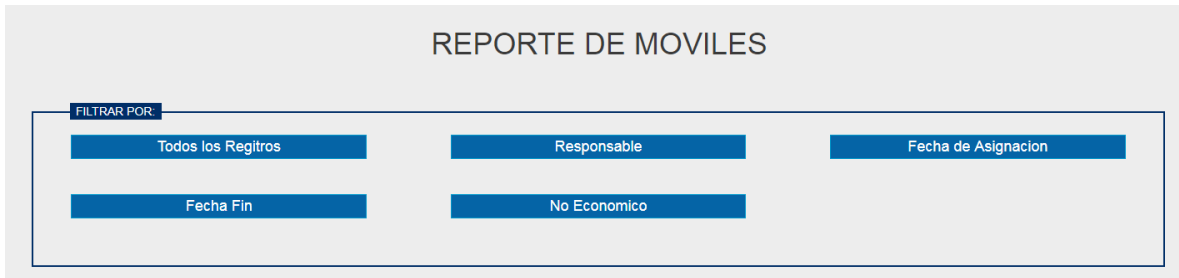 REPORTE DE MOVILES
FILTRAR POR:
Todos los Regitros
Responsable
Fecha de Asignacion
Fecha Fin
No Economico